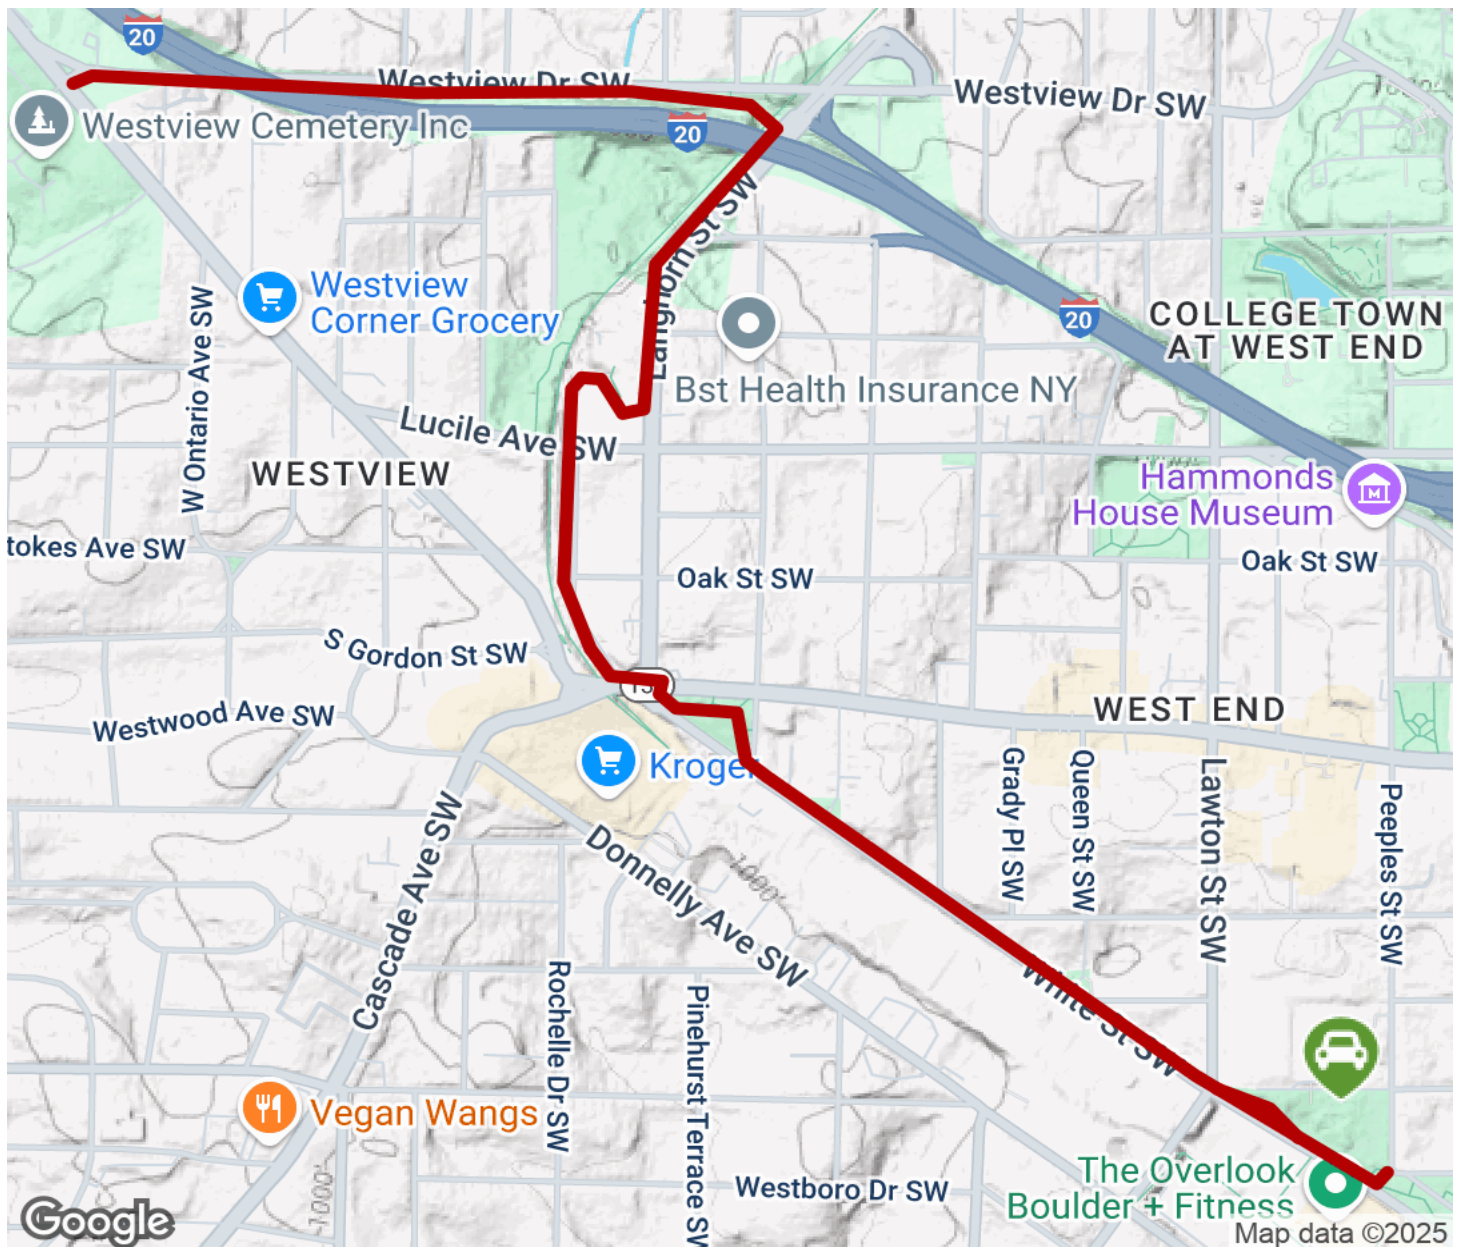 20
Westview Dr SW
Westview Dr SW
Westview Cemetery Inc
20
Langhorn St SW
Westview
Corner Grocery
20
COLLEGE TOWN
AT WEST END
W Ontario Ave SW
Bst Health Insurance NY
Lucile Ave SW
WESTVIEW
Hammonds
House Museum
tokes Ave SW
Oak St SW
Oak St SW
S Gordon St SW
Westwood Ave SW
WEST END
Kroger
Grady Pl SW
Queen St SW
Lawton St SW
Peeples St SW
Cascade Ave SW
Donnelly Ave SW
1000'
White St SW
Rochelle Dr SW
Pinehurst Terrace SW
Vegan Wangs
1000'
The Overlook
Boulder + Fitness
Westboro Dr SW
Google
Map data ©2025